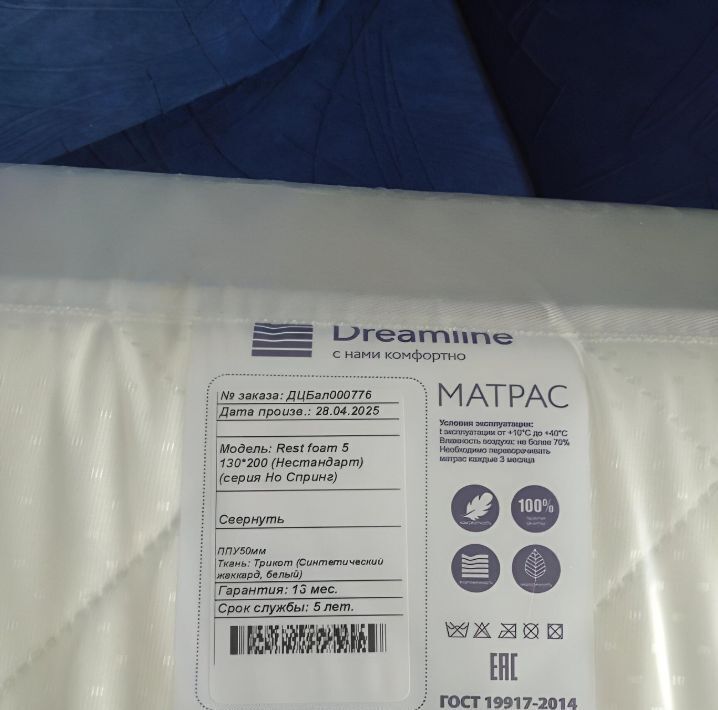 Dreamline
с нами комфортно
№ заказа: ДЦБал000776
Дата произв.: 28.04.2025
Модель: Rest foam 5
130*200 (Нестандарт)
(серия Но Спринг)
Свернуть
ППУ50мм
Ткань: Трикот (Синтетический
жаккард, белый)
Гарантия: 18 мес.
Срок службы: 5 лет.
МАТРАС
Условия эксплуатации:
t эксплуатации от +10°C до +40°C
Влажность воздуха: не более 70%
Необходимо переворачивать
матрас каждые 3 месяца
100%
ЕАС
ГОСТ 19917-2014